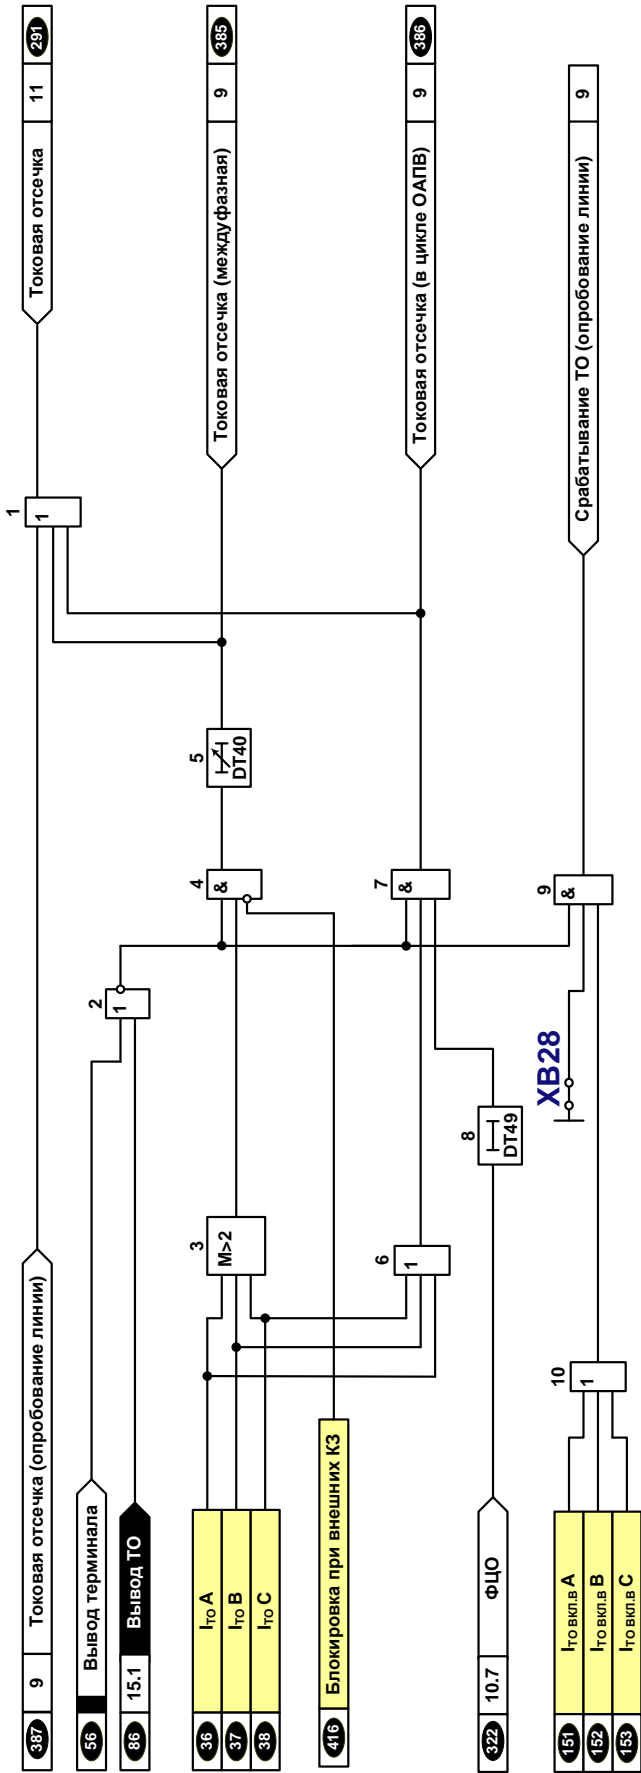 387 9 Токовая отсечка (опробование линии)
1
1
Токовая отсечка 11 291
56 Вывод терминала
86 15.1 Вывод ТО
2
1
36 IТО А
37 IТО В
38 IТО С
3
M>2
4
&
5
DT40
Токовая отсечка (междуфазная) 9 385
416 Блокировка при внешних КЗ
6
1
7
&
Токовая отсечка (в цикле ОАПВ) 9 386
322 10.7 ФЦО
8
DT49
XB28
9
&
Срабатывание ТО (опробование линии) 9
151 IТО ВКЛ.В А
152 IТО ВКЛ.В В
153 IТО ВКЛ.В С
10
1